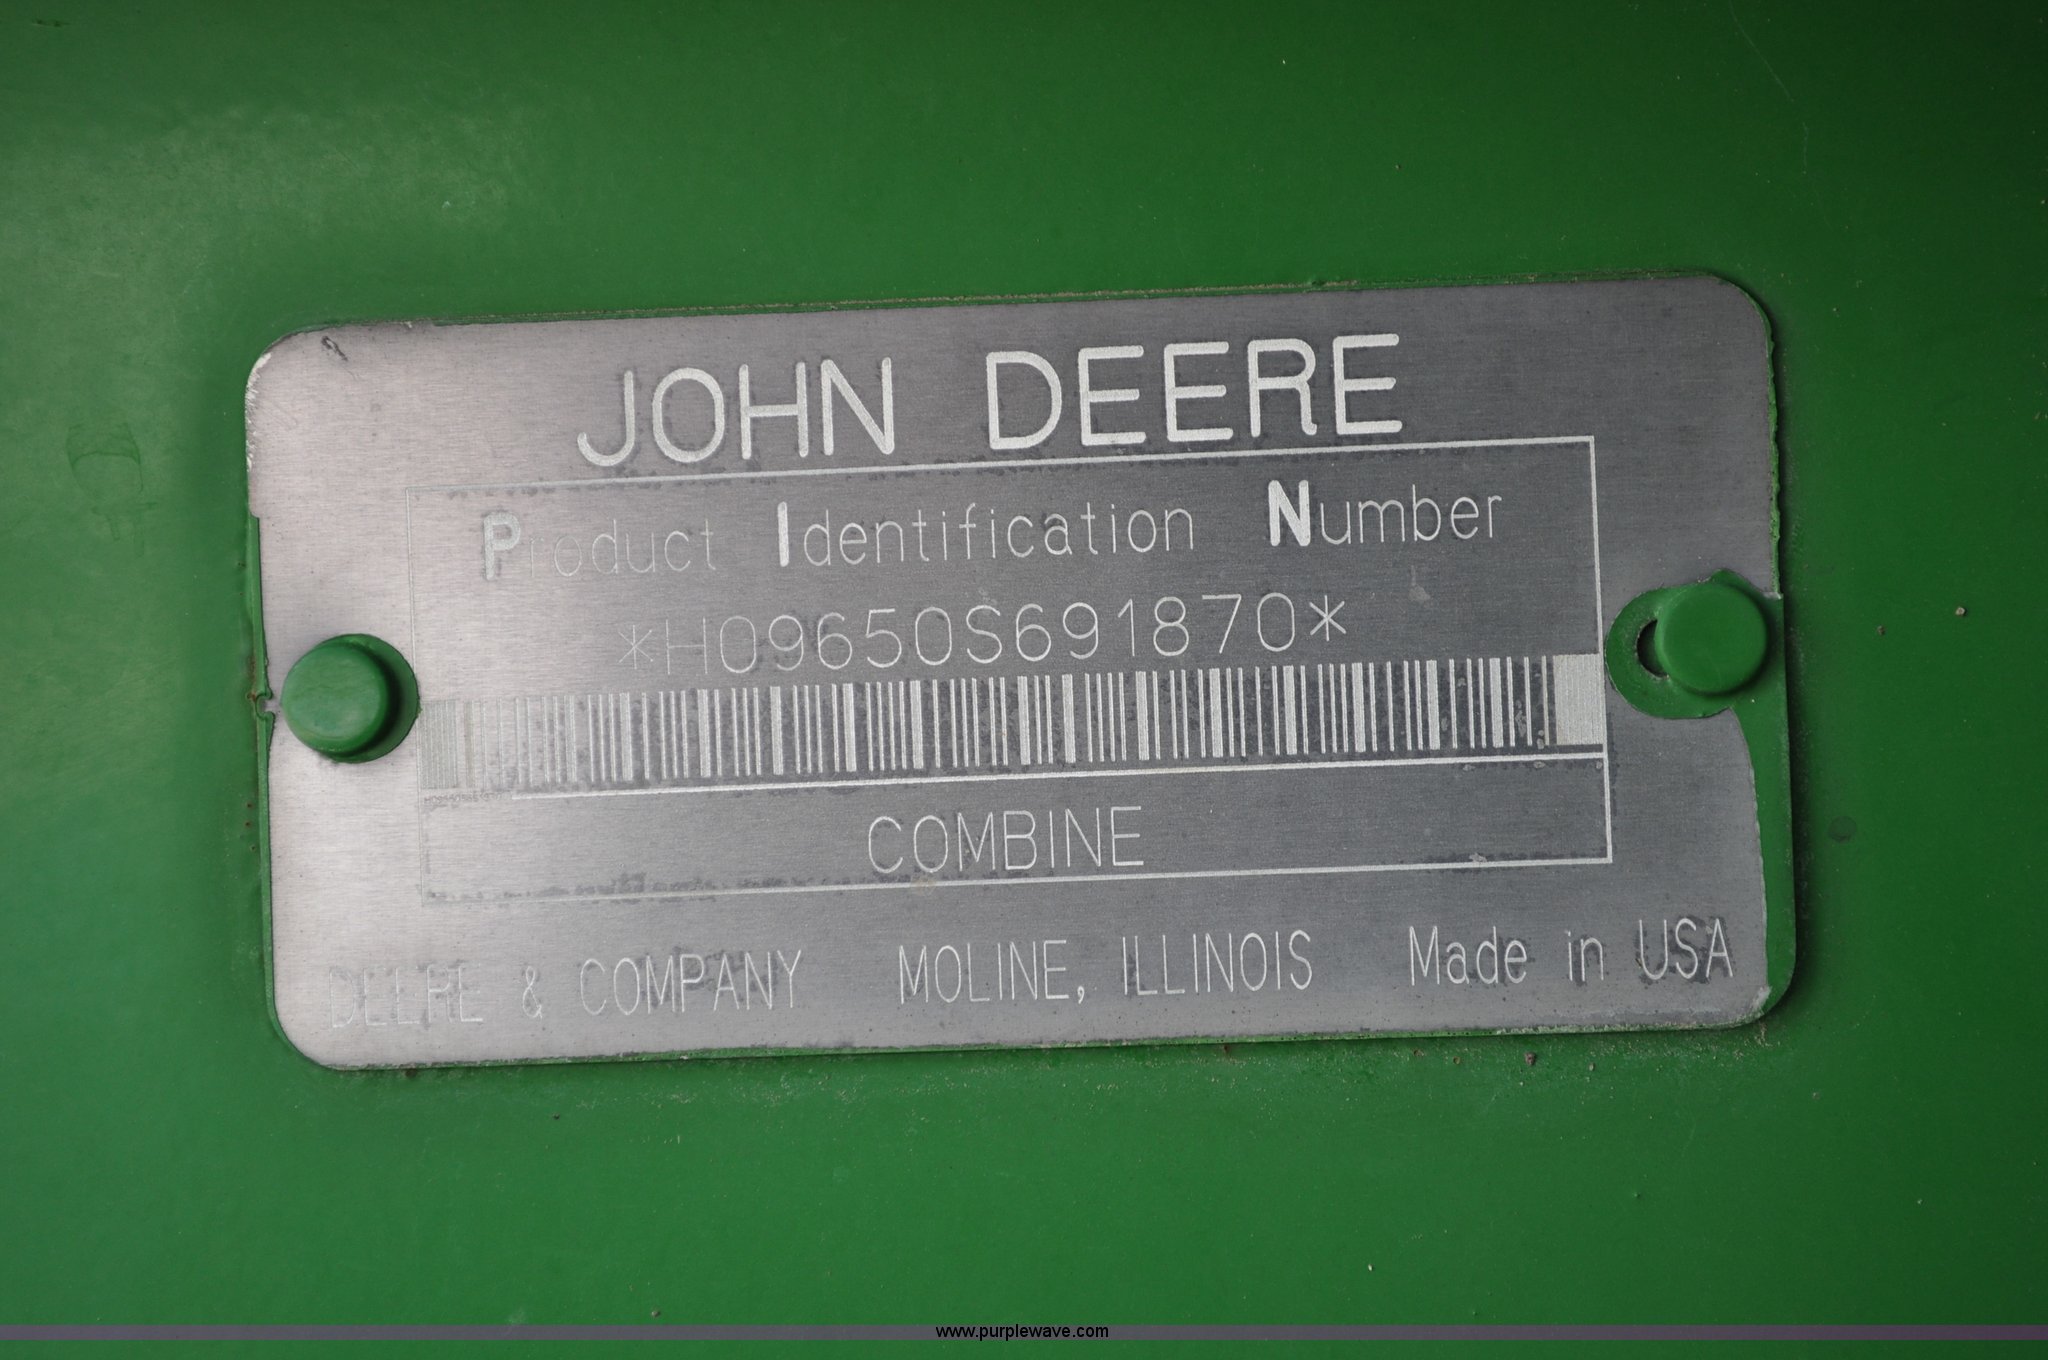 JOHN DEERE
Product Identification Number
*H09650S691870*
COMBINE
DEERE & COMPANY MOLINE, ILLINOIS Made in USA
www.purplewave.com